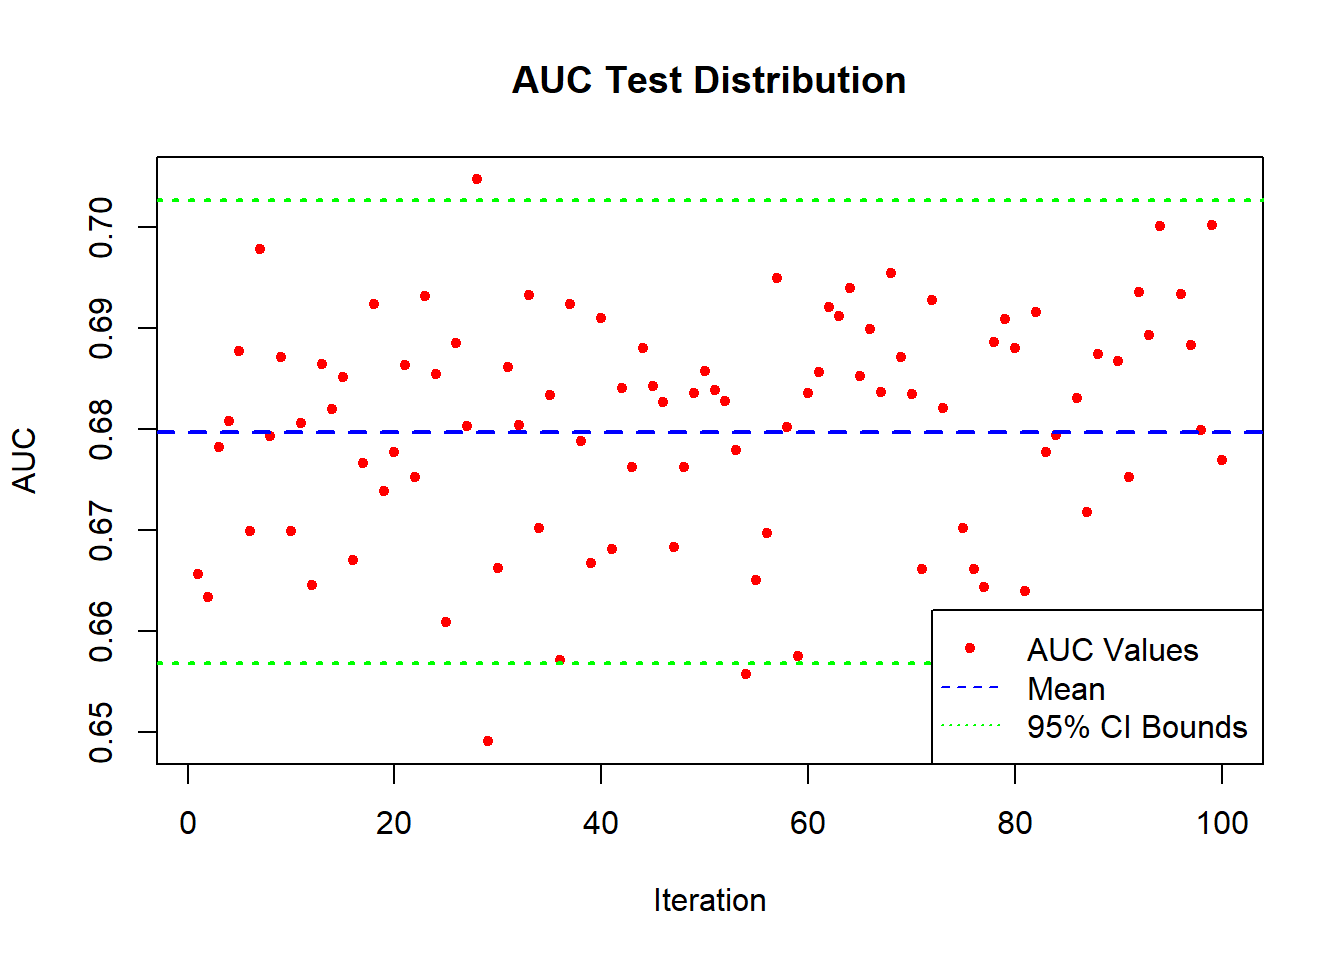 AUC Test Distribution
AUC
0.70
0.69
0.68
0.67
0.66
0.65
AUC Values
Mean
95% CI Bounds
0 20 40 60 80 100
Iteration